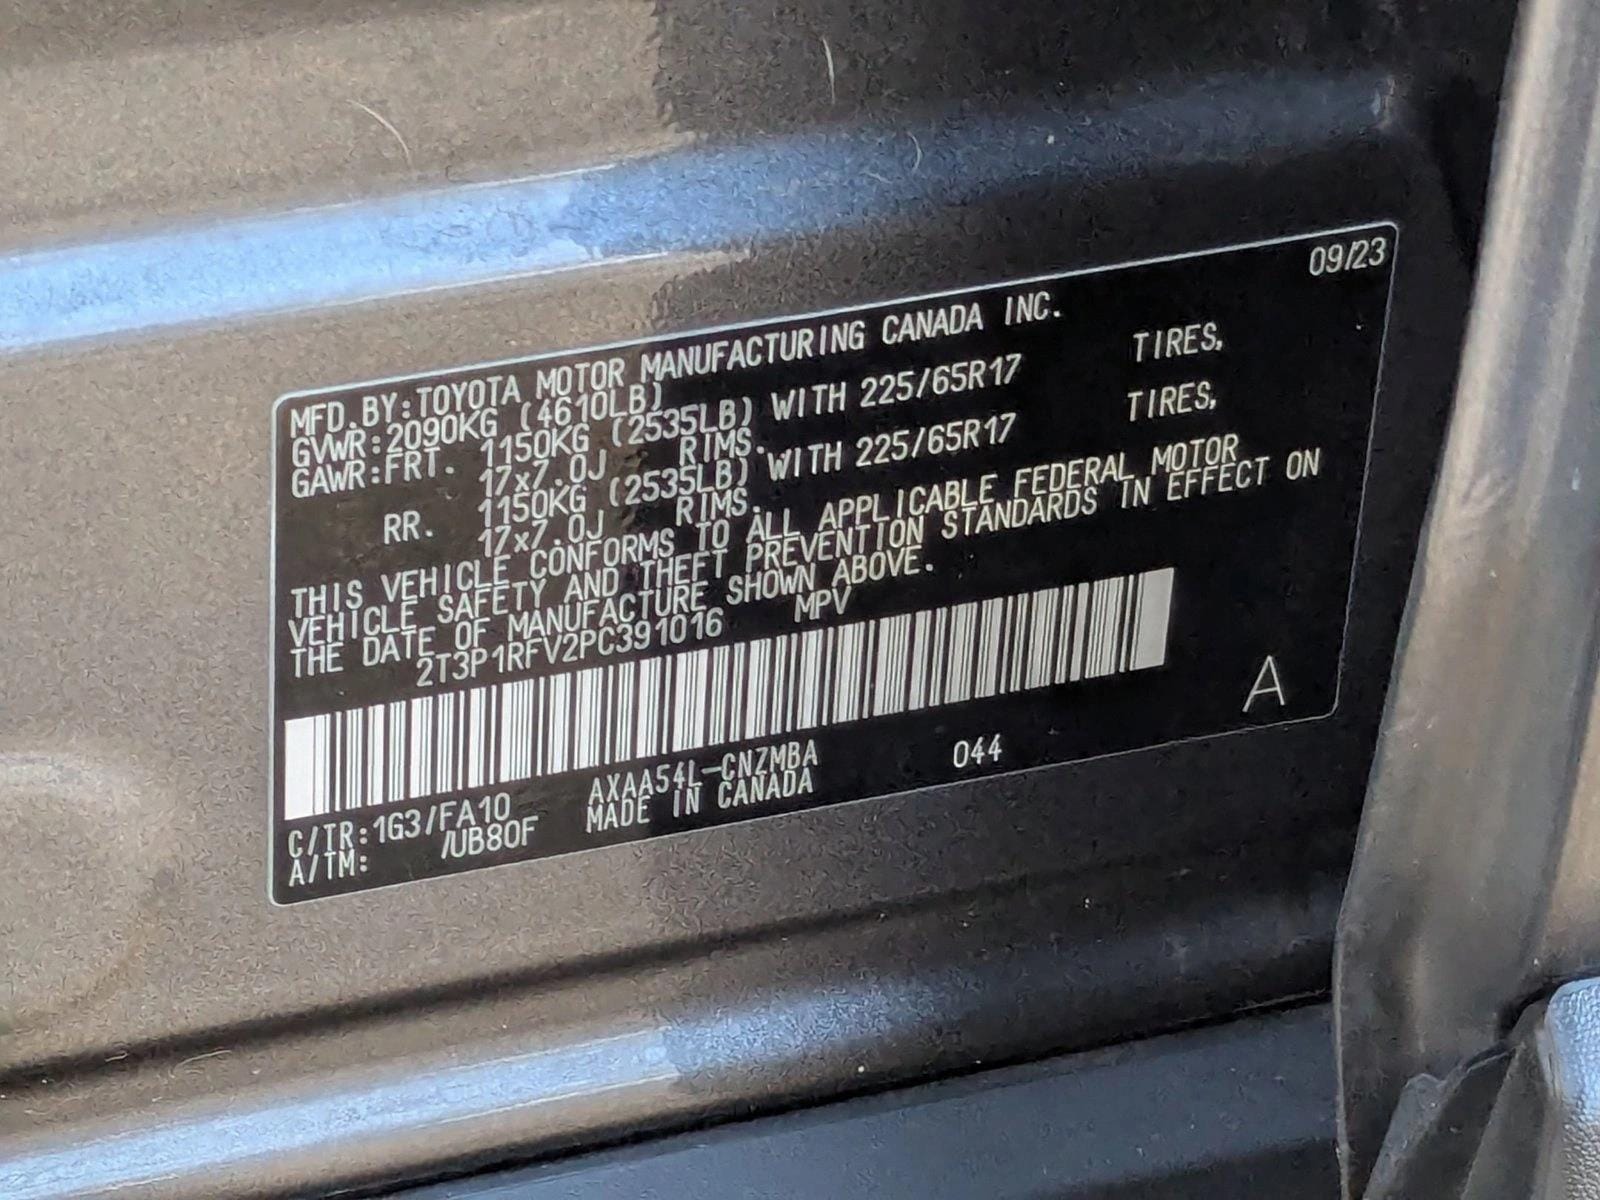 09/23
MFD.BY:TOYOTA MOTOR MANUFACTURING CANADA INC.
GVWR:2090KG (4610LB)
GAWR:FRT. 1150KG (2535LB) WITH 225/65R17 TIRES,
17x7.0J RIMS.
RR. 1150KG (2535LB) WITH 225/65R17 TIRES,
17x7.0J RIMS.
THIS VEHICLE CONFORMS TO ALL APPLICABLE FEDERAL MOTOR
VEHICLE SAFETY AND THEFT PREVENTION STANDARDS IN EFFECT ON
THE DATE OF MANUFACTURE SHOWN ABOVE.
2T3P1RFV2PC391016 MPV
A
C/TR:1G3/FA10 AXAA54L-CNZMBA 044
A/TM: /UB80F MADE IN CANADA